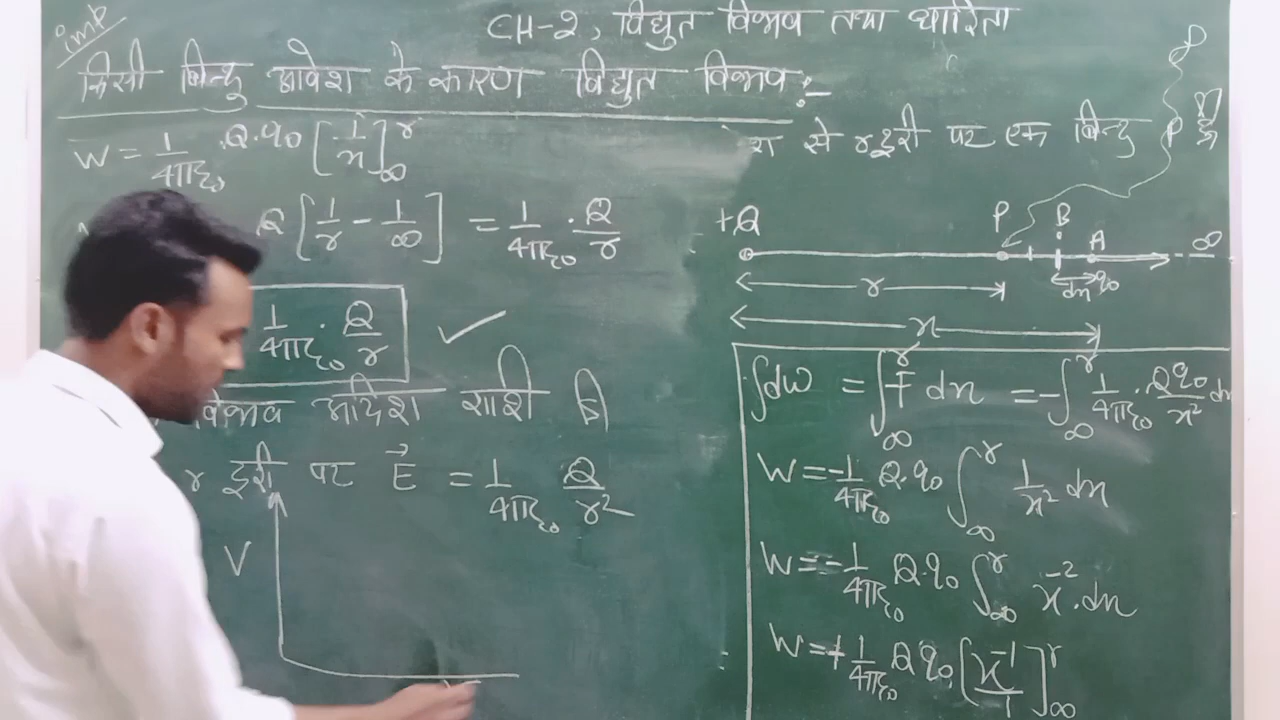 imp
CH-2, विद्युत विभव तथा धारिता
किसी बिन्दु आवेश के कारण विद्युत विभव :-
W = 1/4πε₀ . Q.q₀ [1/x]^r_∞
Q [1/r - 1/∞] = 1/4πε₀ . Q/r
1/4πε₀ . Q/r ✓
विभव आदिश राशी है
r दूरी पर E⃗ = 1/4πε₀ Q/r²
V
से r दूरी पर एक बिन्दु P
+Q P B A ∞
r dx q₀
x
∫dw = ∫^r_∞ F dx = -∫^r_∞ 1/4πε₀ . Qq₀/x² dx
W = -1/4πε₀ Q.q₀ ∫^r_∞ 1/x² dx
W = -1/4πε₀ Q.q₀ ∫^r_∞ x⁻² . dx
W = +1/4πε₀ Q q₀ [x⁻¹/1]^r_∞